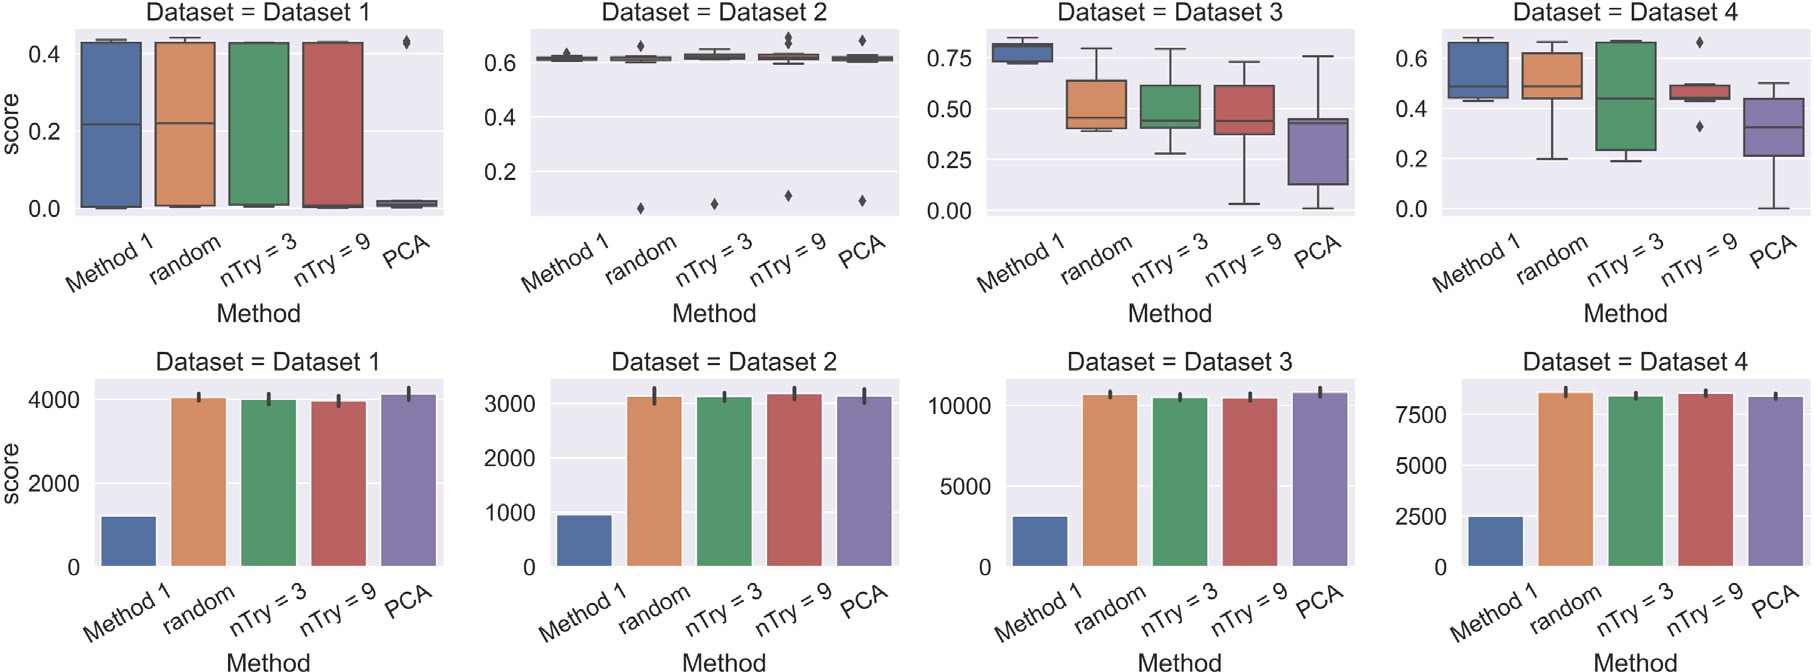 Dataset = Dataset 1
Dataset = Dataset 2
Dataset = Dataset 3
Dataset = Dataset 4
score
0.4
0.2
0.0
0.6
0.4
0.2
0.75
0.50
0.25
0.00
0.6
0.4
0.2
0.0
Method 1
random
nTry = 3
nTry = 9
PCA
Method 1
random
nTry = 3
nTry = 9
PCA
Method 1
random
nTry = 3
nTry = 9
PCA
Method 1
random
nTry = 3
nTry = 9
PCA
Method
Method
Method
Method
Dataset = Dataset 1
Dataset = Dataset 2
Dataset = Dataset 3
Dataset = Dataset 4
score
4000
2000
0
3000
2000
1000
0
10000
5000
0
7500
5000
2500
0
Method 1
random
nTry = 3
nTry = 9
PCA
Method 1
random
nTry = 3
nTry = 9
PCA
Method 1
random
nTry = 3
nTry = 9
PCA
Method 1
random
nTry = 3
nTry = 9
PCA
Method
Method
Method
Method